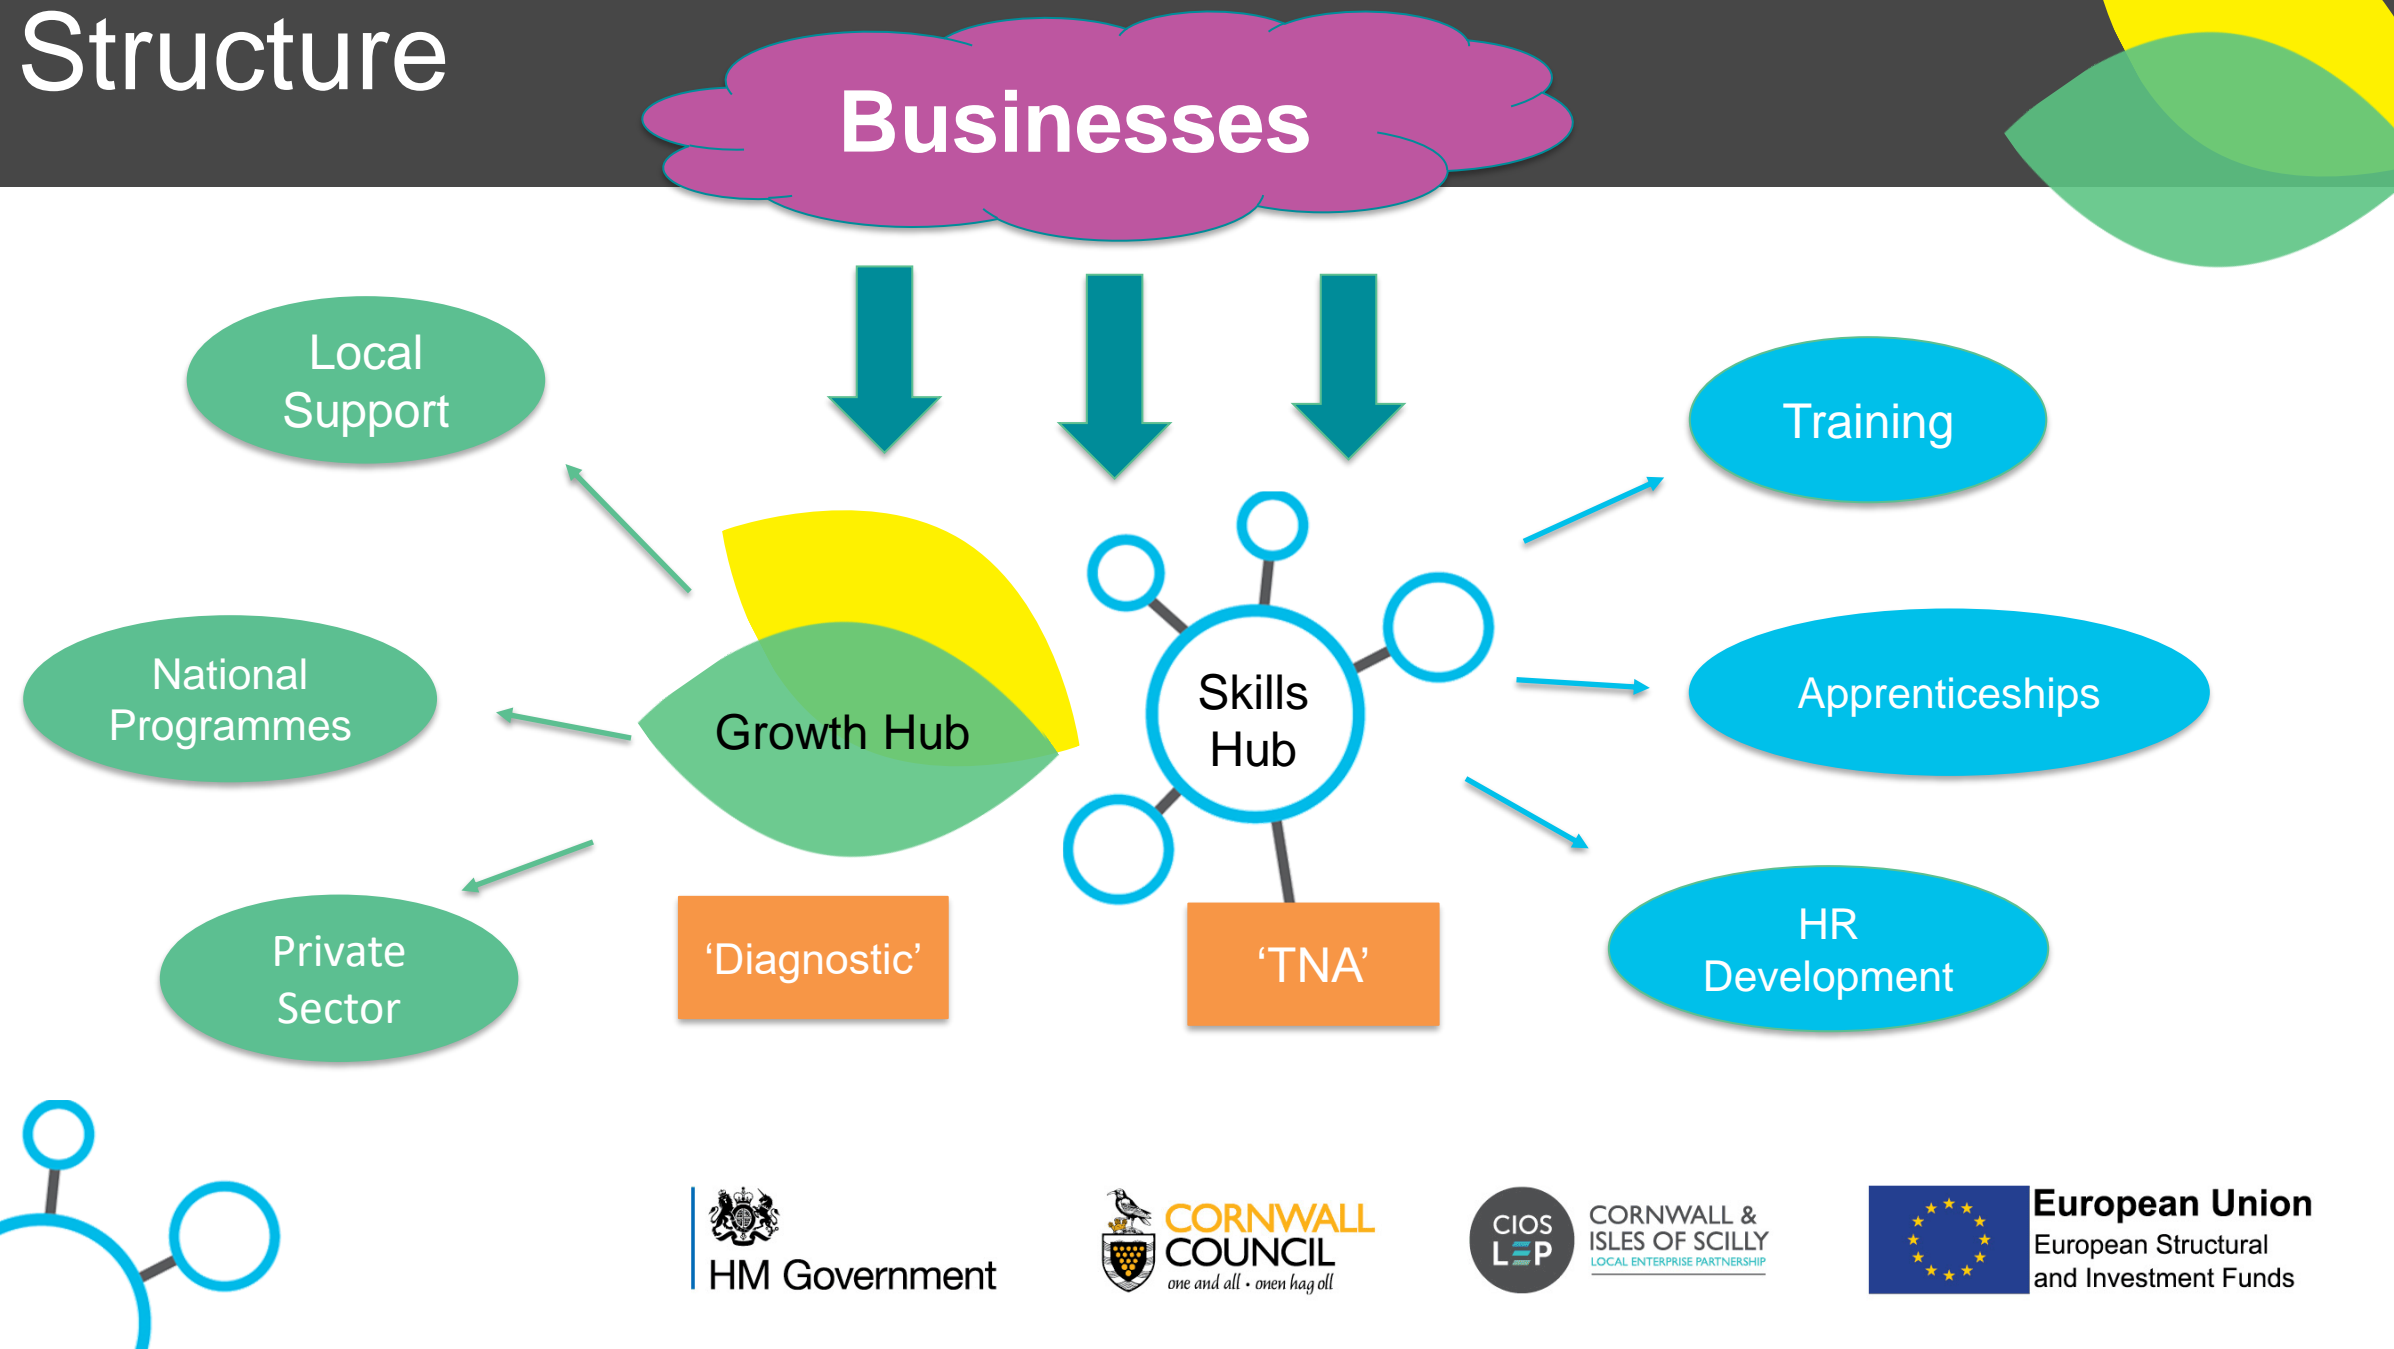 Structure
Businesses
Local
Support
Training
National
Programmes
Growth Hub
Skills
Hub
Apprenticeships
Private
Sector
‘Diagnostic’
‘TNA’
HR
Development
HM Government
CORNWALL
COUNCIL
one and all • onen hag oll
CIOS
LEP
CORNWALL &
ISLES OF SCILLY
LOCAL ENTERPRISE PARTNERSHIP
European Union
European Structural
and Investment Funds